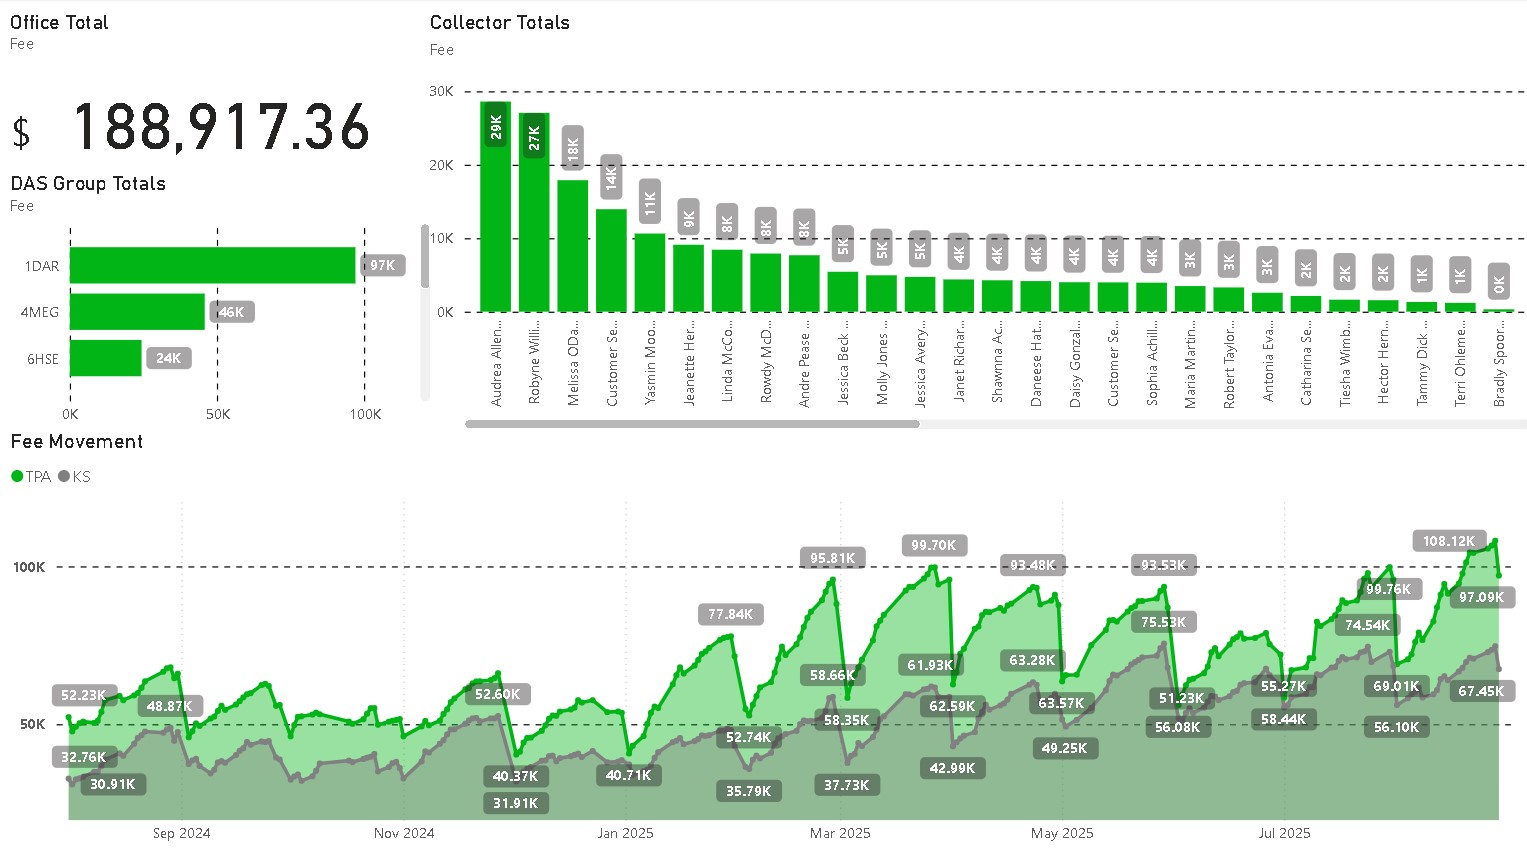 Office Total
Fee
$ 188,917.36
DAS Group Totals
Fee
1DAR 97K
4MEG 46K
6HSE 24K
0K 50K 100K
Collector Totals
Fee
30K
20K
10K
0K
29K 27K 18K 14K 11K 9K 8K 8K 8K 5K 5K 5K 4K 4K 4K 4K 4K 4K 3K 3K 3K 2K 2K 2K 1K 1K 0K
Audrea Allen...
Robyne Willi...
Melissa ODa...
Customer Se...
Yasmin Moo...
Jeanette Her...
Linda McCo...
Rowdy McD...
Andre Pease ...
Jessica Beck ...
Molly Jones ...
Jessica Avery...
Janet Richar...
Shawnna Ac...
Daneese Hat...
Daisy Gonzal...
Customer Se...
Sophia Achill...
Maria Martin...
Robert Taylor...
Antonia Eva...
Catharina Se...
Tiesha Wimb...
Hector Hern...
Tammy Dick ...
Terri Ohleme...
Bradly Spoor...
Fee Movement
TPA KS
100K
50K
52.23K
32.76K
30.91K
48.87K
52.60K
40.37K
31.91K
40.71K
77.84K
52.74K
35.79K
95.81K
58.66K
58.35K
37.73K
99.70K
61.93K
62.59K
42.99K
93.48K
63.28K
63.57K
49.25K
93.53K
75.53K
51.23K
56.08K
55.27K
58.44K
99.76K
74.54K
69.01K
56.10K
108.12K
97.09K
67.45K
Sep 2024 Nov 2024 Jan 2025 Mar 2025 May 2025 Jul 2025